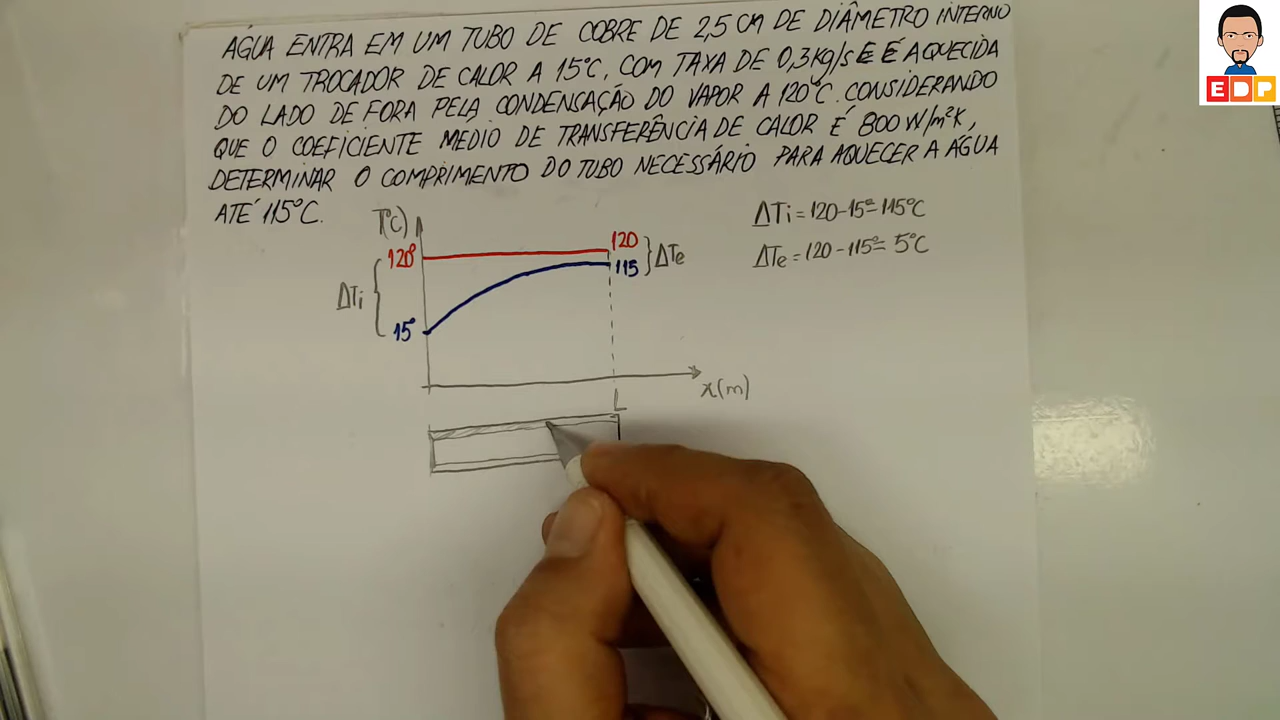 ÁGUA ENTRA EM UM TUBO DE COBRE DE 2,5 CM DE DIÂMETRO INTERNO
DE UM TROCADOR DE CALOR A 15°C, COM TAXA DE 0,3Kg/s E É AQUECIDA
DO LADO DE FORA PELA CONDENSAÇÃO DO VAPOR A 120°C. CONSIDERANDO
QUE O COEFICIENTE MEDIO DE TRANSFERÊNCIA DE CALOR É 800 W/m²K,
DETERMINAR O COMPRIMENTO DO TUBO NECESSÁRIO PARA AQUECER A ÁGUA
ATÉ 115°C.
ΔTi = 120-15 = 115°C
ΔTe = 120-115 = 5°C
T(°C)
120°
120
115
ΔTe
ΔTi
15°
x(m)
L
EDP